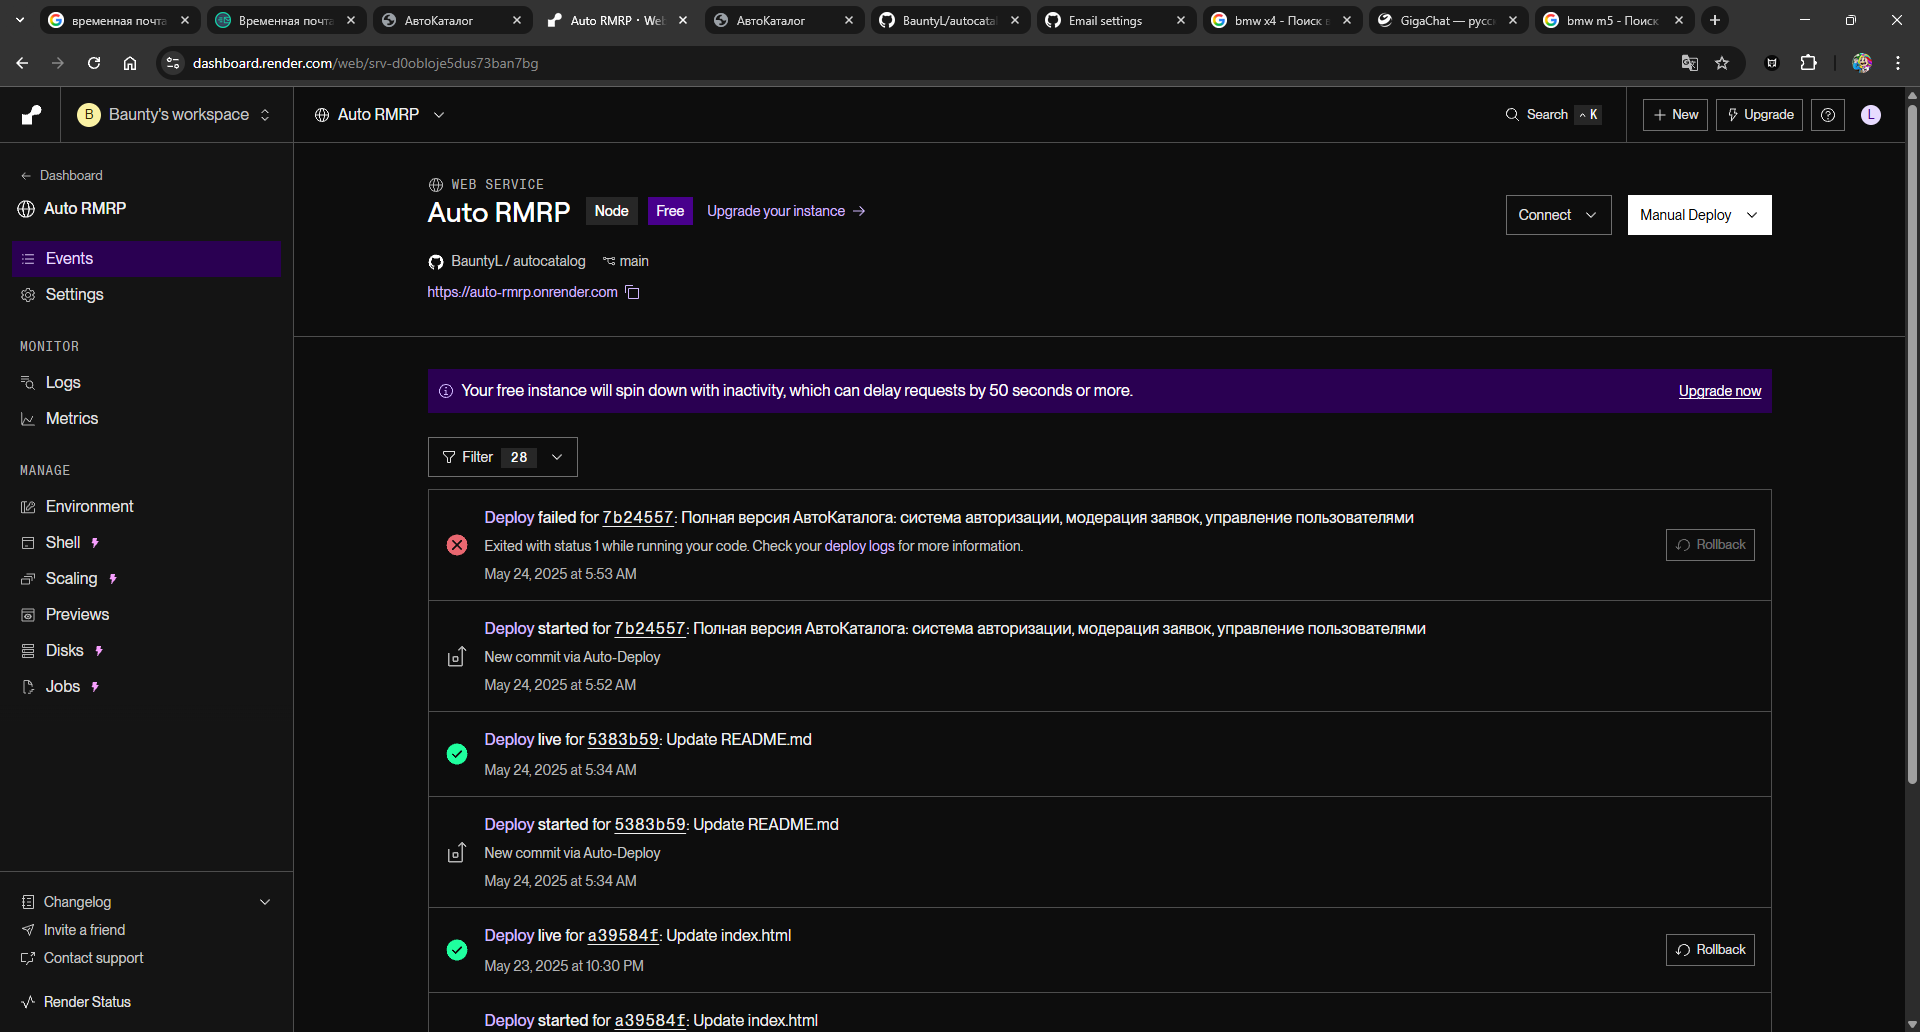 временная почта
Временная почта
АвтоКаталог
Auto RMRP · Web
АвтоКаталог
BauntyL/autocatal
Email settings
bmw x4 - Поиск в
GigaChat — русс
bmw m5 - Поиск
dashboard.render.com/web/srv-d0obloje5dus73ban7bg
B Baunty's workspace
Auto RMRP
Search K
New
Upgrade
L
Dashboard
Auto RMRP
Events
Settings
MONITOR
Logs
Metrics
MANAGE
Environment
Shell
Scaling
Previews
Disks
Jobs
Changelog
Invite a friend
Contact support
Render Status
WEB SERVICE
Auto RMRP Node Free Upgrade your instance
Connect
Manual Deploy
BauntyL / autocatalog main
https://auto-rmrp.onrender.com
Your free instance will spin down with inactivity, which can delay requests by 50 seconds or more.
Upgrade now
Filter 28
Deploy failed for 7b24557: Полная версия АвтоКаталога: система авторизации, модерация заявок, управление пользователями
Exited with status 1 while running your code. Check your deploy logs for more information.
May 24, 2025 at 5:53 AM
Rollback
Deploy started for 7b24557: Полная версия АвтоКаталога: система авторизации, модерация заявок, управление пользователями
New commit via Auto-Deploy
May 24, 2025 at 5:52 AM
Deploy live for 5383b59: Update README.md
May 24, 2025 at 5:34 AM
Deploy started for 5383b59: Update README.md
New commit via Auto-Deploy
May 24, 2025 at 5:34 AM
Deploy live for a39584f: Update index.html
May 23, 2025 at 10:30 PM
Rollback
Deploy started for a39584f: Update index.html